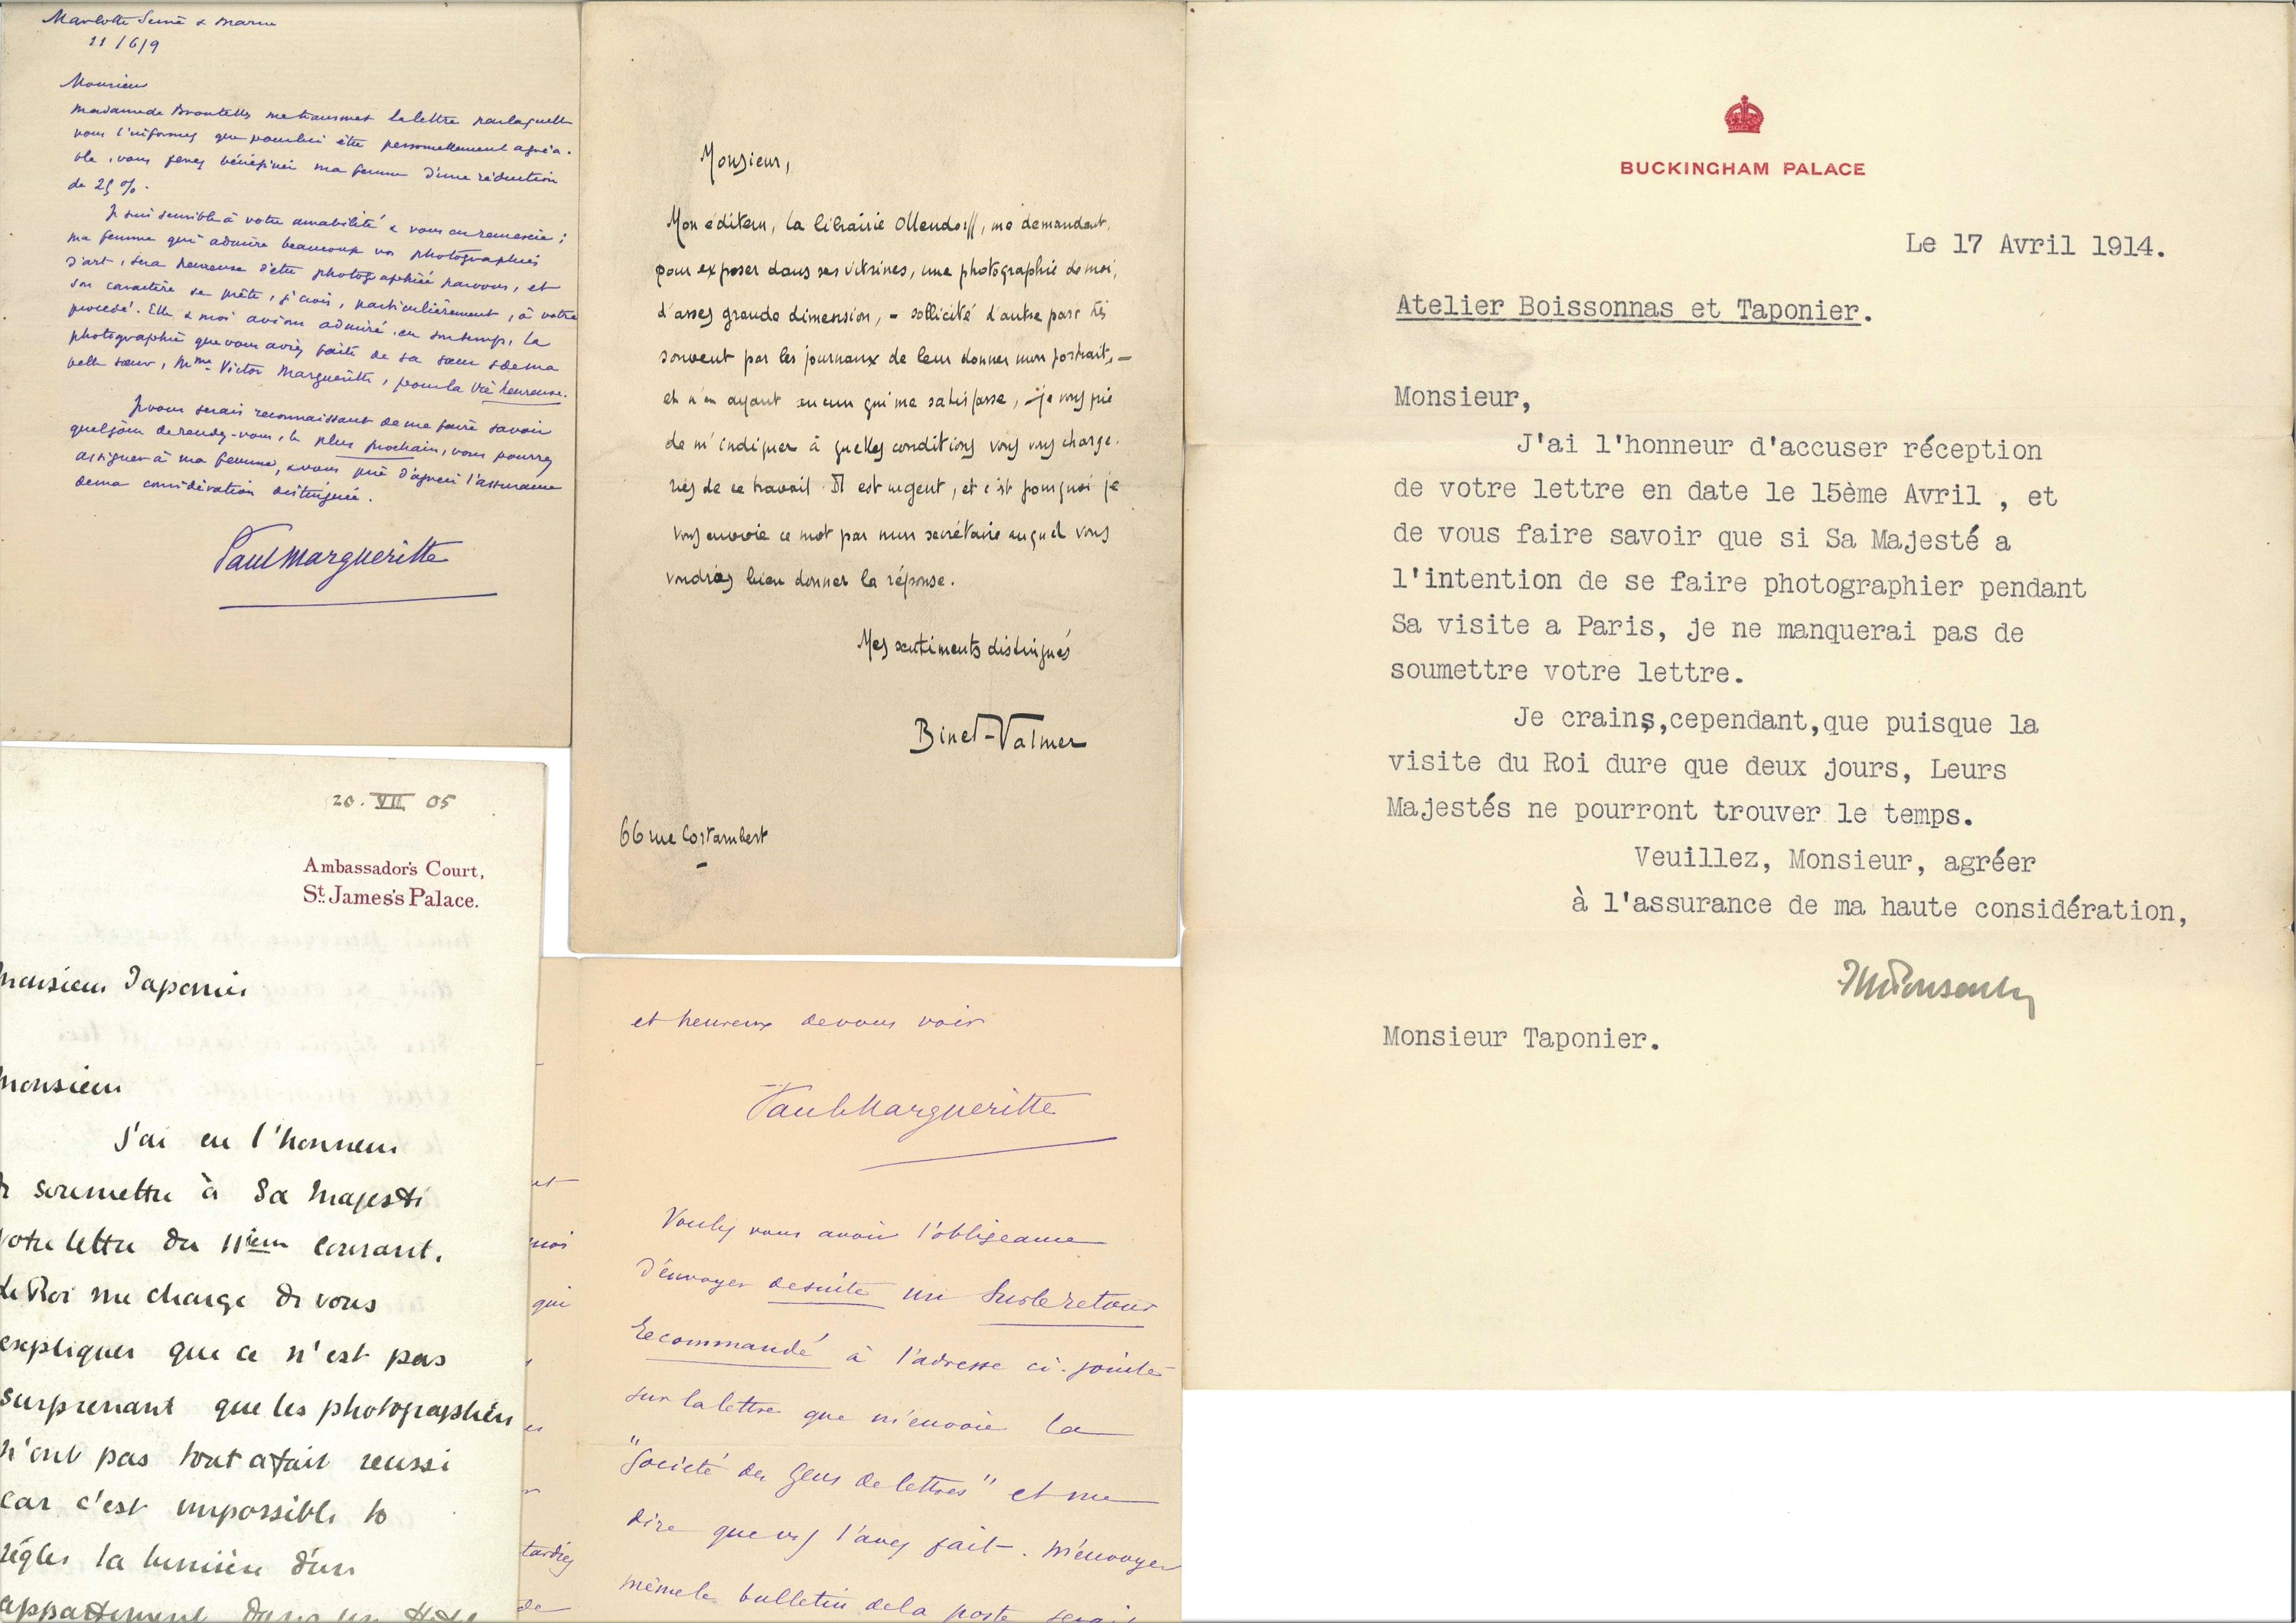 Marlotte Seine & Marne
11/6/9
Monsieur
Madame de Broutelles me transmet la lettre par laquelle
vous l'informez que pour lui être personnellement agréa-
ble, vous ferez bénéficier ma femme d'une réduction
de 25 %.
Je suis sensible à votre amabilité & vous en remercie ;
ma femme qui admire beaucoup vos photographies
d'art, sera heureuse d'être photographiée par vous, et
son caractère se prête, je crois, particulièrement, à votre
procédé. Elle & moi avions admiré en son temps, la
photographie que vous aviez faite de sa sœur & de ma
belle sœur, Mme Victor Margueritte, pour la Vie heureuse.
Je vous serais reconnaissant de me faire savoir
quel jour de rendez-vous, le plus prochain, vous pourrez
assigner à ma femme, & vous prie d'agréer l'assurance
de ma considération distinguée.
Paul Margueritte
Monsieur,
Mon éditeur, la librairie Ollendorff, me demandant,
pour exposer dans ses vitrines, une photographie de moi,
d'assez grande dimension, – sollicité d'autre part très
souvent par les journaux de leur donner mon portrait, –
et n'en ayant aucun qui me satisfasse, – je vous prie
de m'indiquer à quelles conditions vous vous charge-
riez de ce travail. Il est urgent, et c'est pourquoi je
vous envoie ce mot par mon secrétaire auquel vous
voudrez bien donner la réponse.
Mes sentiments distingués
Binet-Valmer
66 rue Cortambert
BUCKINGHAM PALACE
Le 17 Avril 1914.
Atelier Boissonnas et Taponier.
Monsieur,
J'ai l'honneur d'accuser réception
de votre lettre en date le 15ème Avril , et
de vous faire savoir que si Sa Majesté a
l'intention de se faire photographier pendant
Sa visite a Paris, je ne manquerai pas de
soumettre votre lettre.
Je crains,cependant,que puisque la
visite du Roi dure que deux jours, Leurs
Majestés ne pourront trouver le temps.
Veuillez, Monsieur, agréer
à l'assurance de ma haute considération,
Monsieur Taponier.
20. VII 05
Ambassador's Court,
St. James's Palace.
Monsieur Taponier
Monsieur
J'ai eu l'honneur
de soumettre à Sa Majesté
votre lettre du 11ième courant.
Le Roi me charge de vous
expliquer que ce n'est pas
surprenant que les photographies
n'ont pas tout a fait reussi
car c'est impossible to
régler la lumière d'un
appartement dans un Hotel
et heureux de vous voir
Paul Margueritte
Voulez vous avoir l'obligeance
d'envoyer de suite un Sur le retour
Recommandé à l'adresse ci-jointe
sur la lettre que m'envoie la
"Société des Gens de lettres" et me
dire que vs l'avez fait. M'envoyer
même le bulletin de la poste serait
moi
qui
tardiez
de